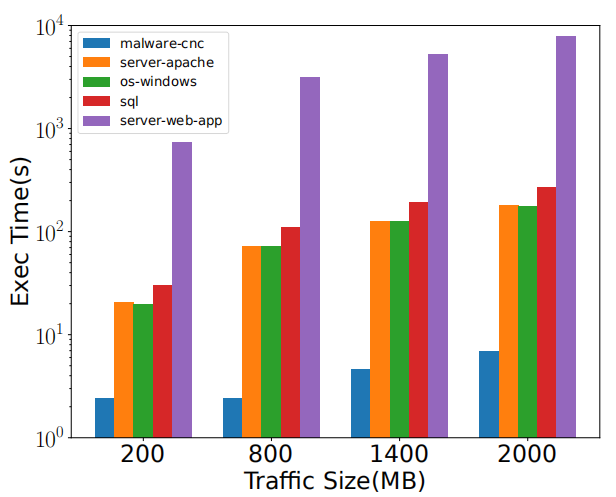 10^4
10^3
10^2
10^1
10^0
Exec Time(s)
malware-cnc
server-apache
os-windows
sql
server-web-app
200 800 1400 2000
Traffic Size(MB)